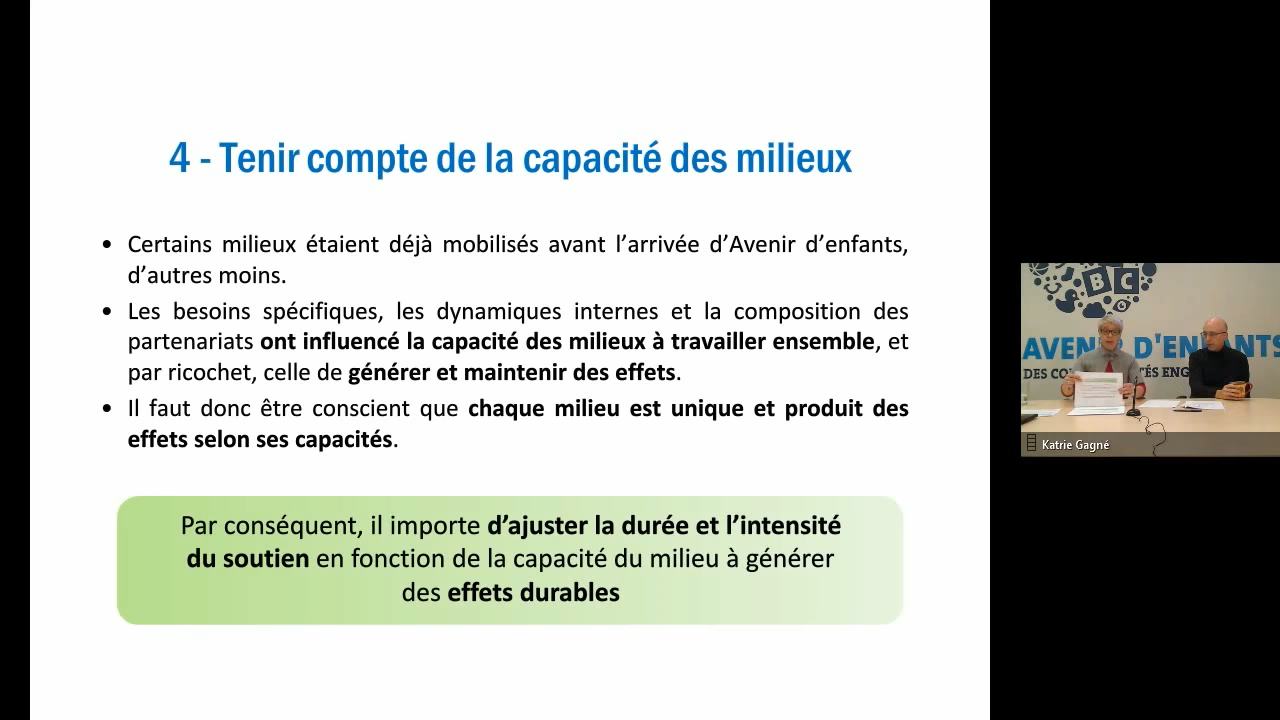 4 - Tenir compte de la capacité des milieux
• Certains milieux étaient déjà mobilisés avant l’arrivée d’Avenir d’enfants,
d’autres moins.
• Les besoins spécifiques, les dynamiques internes et la composition des
partenariats ont influencé la capacité des milieux à travailler ensemble, et
par ricochet, celle de générer et maintenir des effets.
• Il faut donc être conscient que chaque milieu est unique et produit des
effets selon ses capacités.
Par conséquent, il importe d’ajuster la durée et l’intensité
du soutien en fonction de la capacité du milieu à générer
des effets durables
BC
AVENIR D'ENFANTS
DES CO TÉS ENG
Katrie Gagné